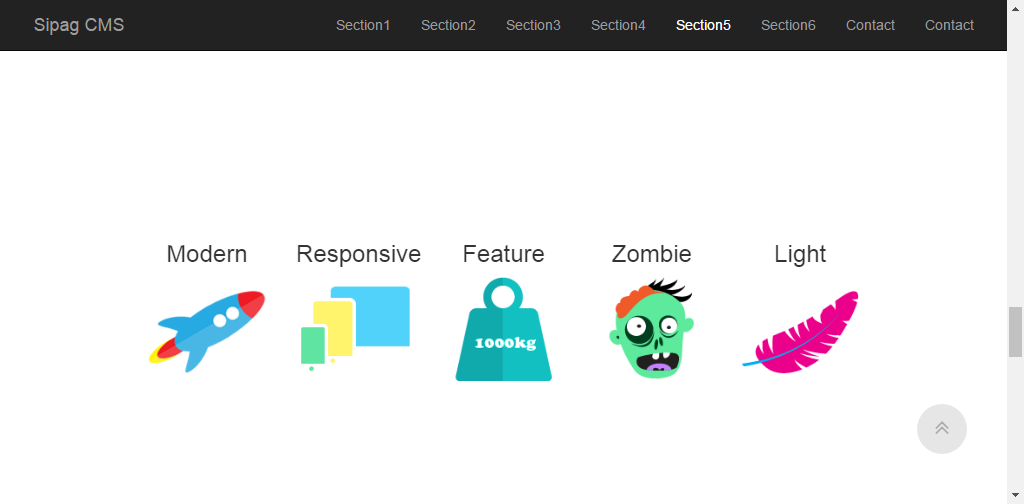 Sipag CMS Section1 Section2 Section3 Section4 Section5 Section6 Contact Contact
Modern Responsive Feature Zombie Light
1000kg